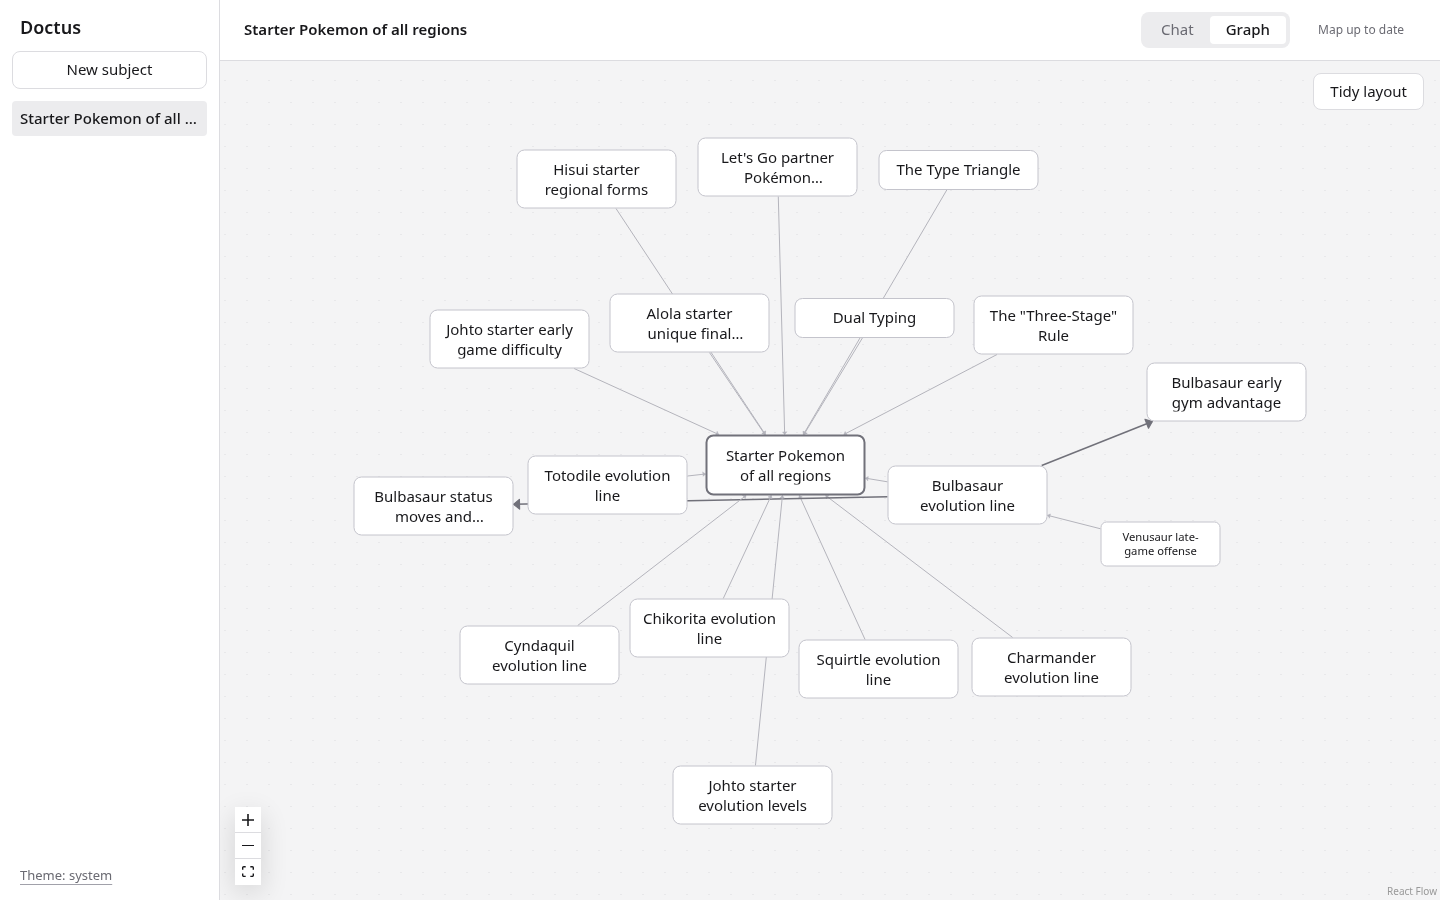 Doctus
New subject
Starter Pokemon of all ...
Theme: system
Starter Pokemon of all regions
Chat
Graph
Map up to date
Tidy layout
Hisui starter
regional forms
Let's Go partner
Pokémon...
The Type Triangle
Johto starter early
game difficulty
Alola starter
unique final...
Dual Typing
The "Three-Stage"
Rule
Bulbasaur early
gym advantage
Starter Pokemon
of all regions
Bulbasaur status
moves and...
Totodile evolution
line
Bulbasaur
evolution line
Venusaur late-
game offense
Cyndaquil
evolution line
Chikorita evolution
line
Squirtle evolution
line
Charmander
evolution line
Johto starter
evolution levels
React Flow